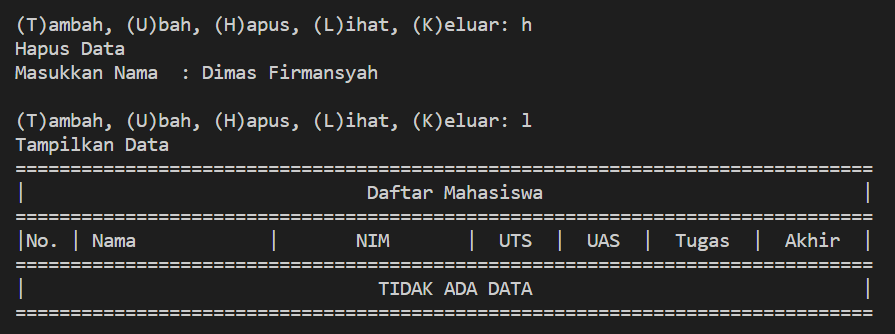 (T)ambah, (U)bah, (H)apus, (L)ihat, (K)eluar: h
Hapus Data
Masukkan Nama  : Dimas Firmansyah

(T)ambah, (U)bah, (H)apus, (L)ihat, (K)eluar: l
Tampilkan Data
==============================================================================
|                               Daftar Mahasiswa                             |
==============================================================================
|No. | Nama            |       NIM       |  UTS  |  UAS  |  Tugas  |  Akhir  |
==============================================================================
|                                TIDAK ADA DATA                              |
==============================================================================